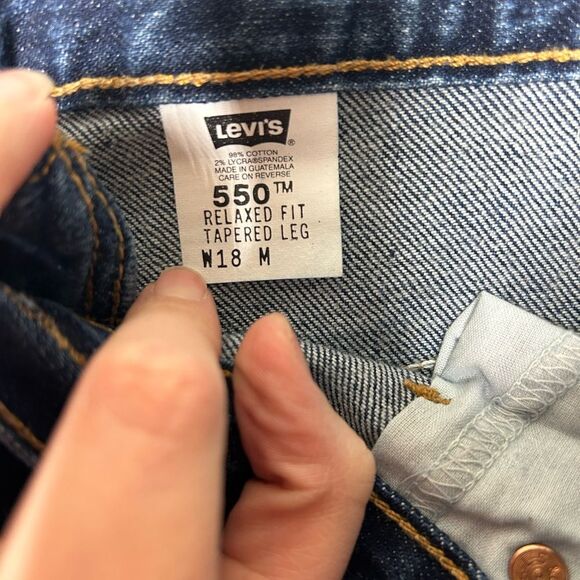 Levi's®
98% COTTON
2% LYCRA®SPANDEX
MADE IN GUATEMALA
CARE ON REVERSE
550™
RELAXED FIT
TAPERED LEG
W18 M